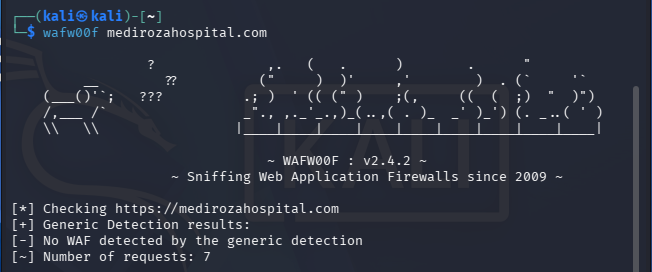 ┌──(kali㉿kali)-[~]
└─$ wafw00f medirozahospital.com
                ?              ,.   (   .      )        .      "
        __        ??          ("     )  )'     ,'        )  . (`     '`
   (___()'`;   ???          .; )  ' (( (" )    ;(,     ((  (  ;)  "  )")
   /,___ /`                 _"., ,._'_.,)_(..,( . )_  _' )_') (. _..( ' )
   \\   \\                 |____|____|____|____|____|____|____|____|____|
~ WAFW00F : v2.4.2 ~
~ Sniffing Web Application Firewalls since 2009 ~
[*] Checking https://medirozahospital.com
[+] Generic Detection results:
[-] No WAF detected by the generic detection
[~] Number of requests: 7
KALI